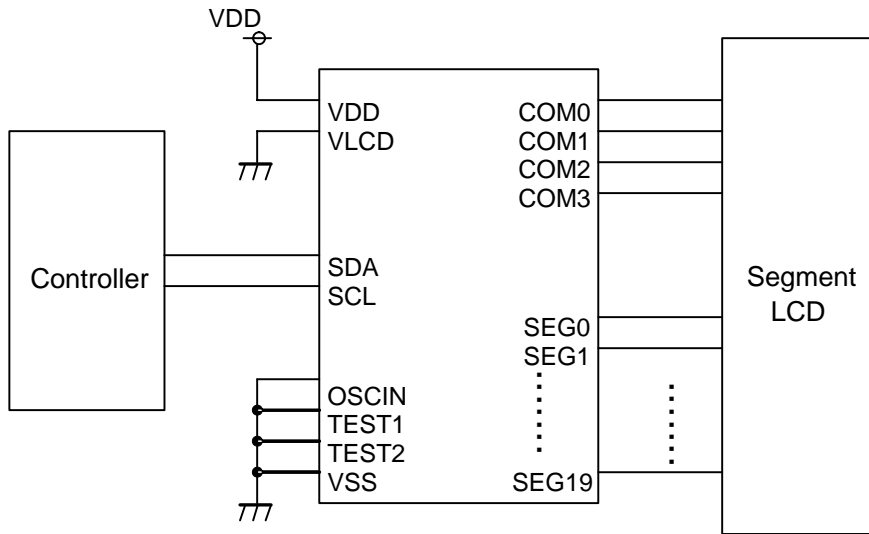 VDD
VDD
VLCD
SDA
SCL
OSCIN
TEST1
TEST2
VSS
COM0
COM1
COM2
COM3
SEG0
SEG1
SEG19
Controller
Segment
LCD